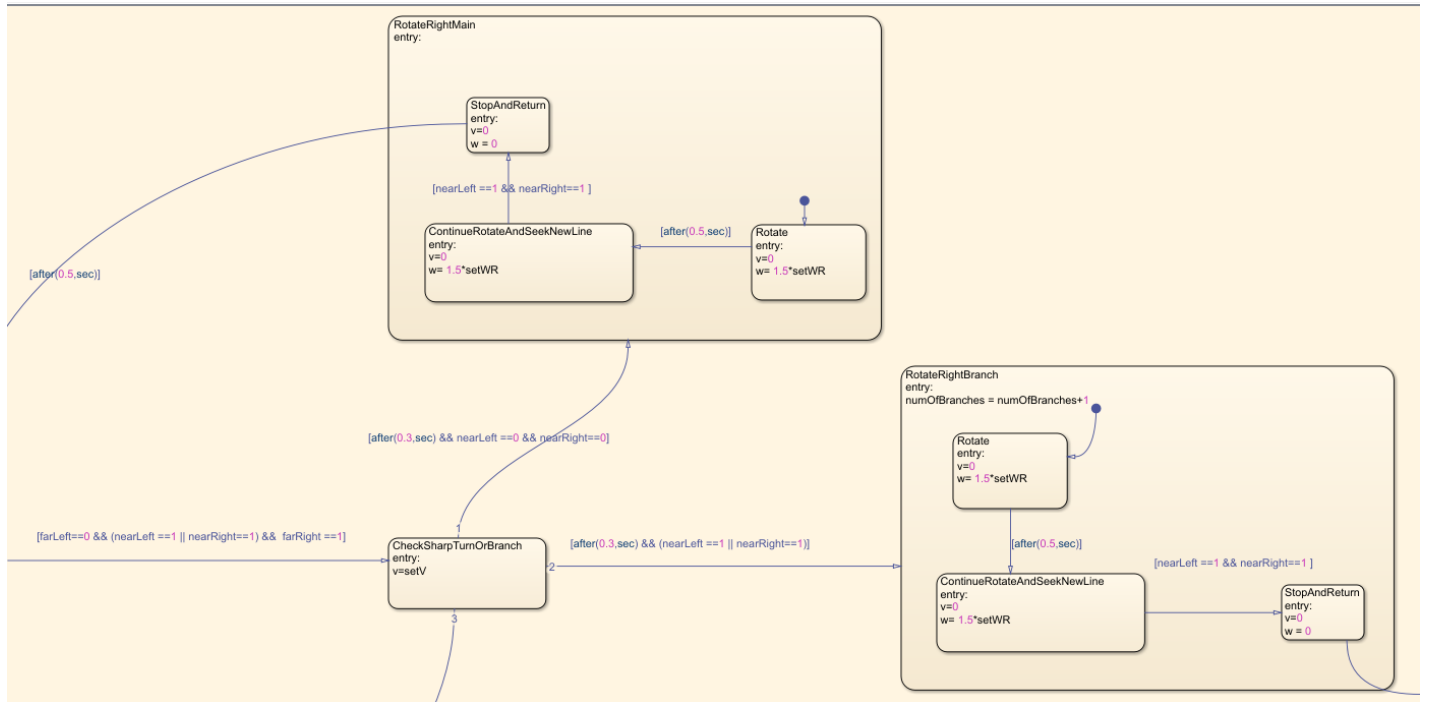 RotateRightMain
entry:
StopAndReturn
entry:
v=0
w = 0
[nearLeft ==1 && nearRight==1 ]
ContinueRotateAndSeekNewLine
entry:
v=0
w= 1.5*setWR
[after(0.5,sec)]
Rotate
entry:
v=0
w= 1.5*setWR
[after(0.5,sec)]
[after(0.3,sec) && nearLeft ==0 && nearRight==0]
1
[farLeft==0 && (nearLeft ==1 || nearRight==1) &&  farRight ==1]
CheckSharpTurnOrBranch
entry:
v=setV
2
3
[after(0.3,sec) && (nearLeft ==1 || nearRight==1)]
RotateRightBranch
entry:
numOfBranches = numOfBranches+1
Rotate
entry:
v=0
w= 1.5*setWR
[after(0.5,sec)]
ContinueRotateAndSeekNewLine
entry:
v=0
w= 1.5*setWR
[nearLeft ==1 && nearRight==1 ]
StopAndReturn
entry:
v=0
w = 0